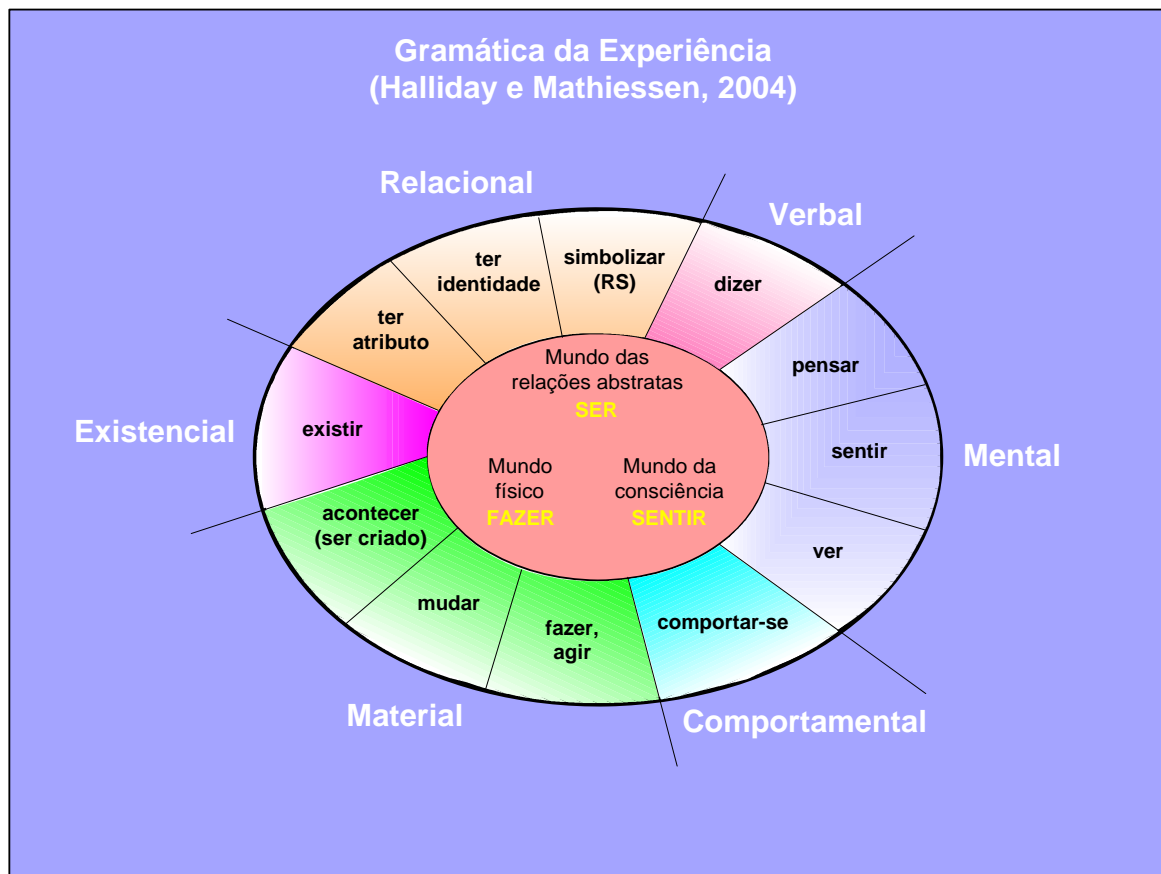 Gramática da Experiência
(Halliday e Mathiessen, 2004)
Relacional
Verbal
ter
identidade
simbolizar
(RS)
dizer
ter
atributo
pensar
Mundo das
relações abstratas
SER
Existencial
existir
sentir
Mental
Mundo
físico
FAZER
Mundo da
consciência
SENTIR
acontecer
(ser criado)
ver
mudar
fazer,
agir
comportar-se
Material
Comportamental